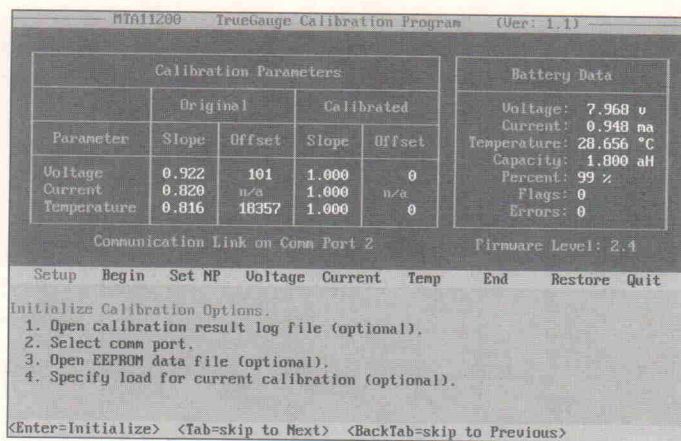 MTA11200 TrueGauge Calibration Program (Ver: 1.1)
Calibration Parameters
Original Calibrated
Parameter Slope Offset Slope Offset
Voltage 0.922 101 1.000 0
Current 0.820 n/a 1.000 n/a
Temperature 0.816 18357 1.000 0
Communication Link on Comm Port 2
Battery Data
Voltage: 7.968 v
Current: 0.948 ma
Temperature: 28.656 °C
Capacity: 1.800 aH
Percent: 99 %
Flags: 0
Errors: 0
Firmware Level: 2.4
Setup Begin Set NP Voltage Current Temp End Restore Quit
Initialize Calibration Options.
1. Open calibration result log file (optional).
2. Select comm port.
3. Open EEPROM data file (optional).
4. Specify load for current calibration (optional).
<Enter=Initialize> <Tab=skip to Next> <BackTab=skip to Previous>